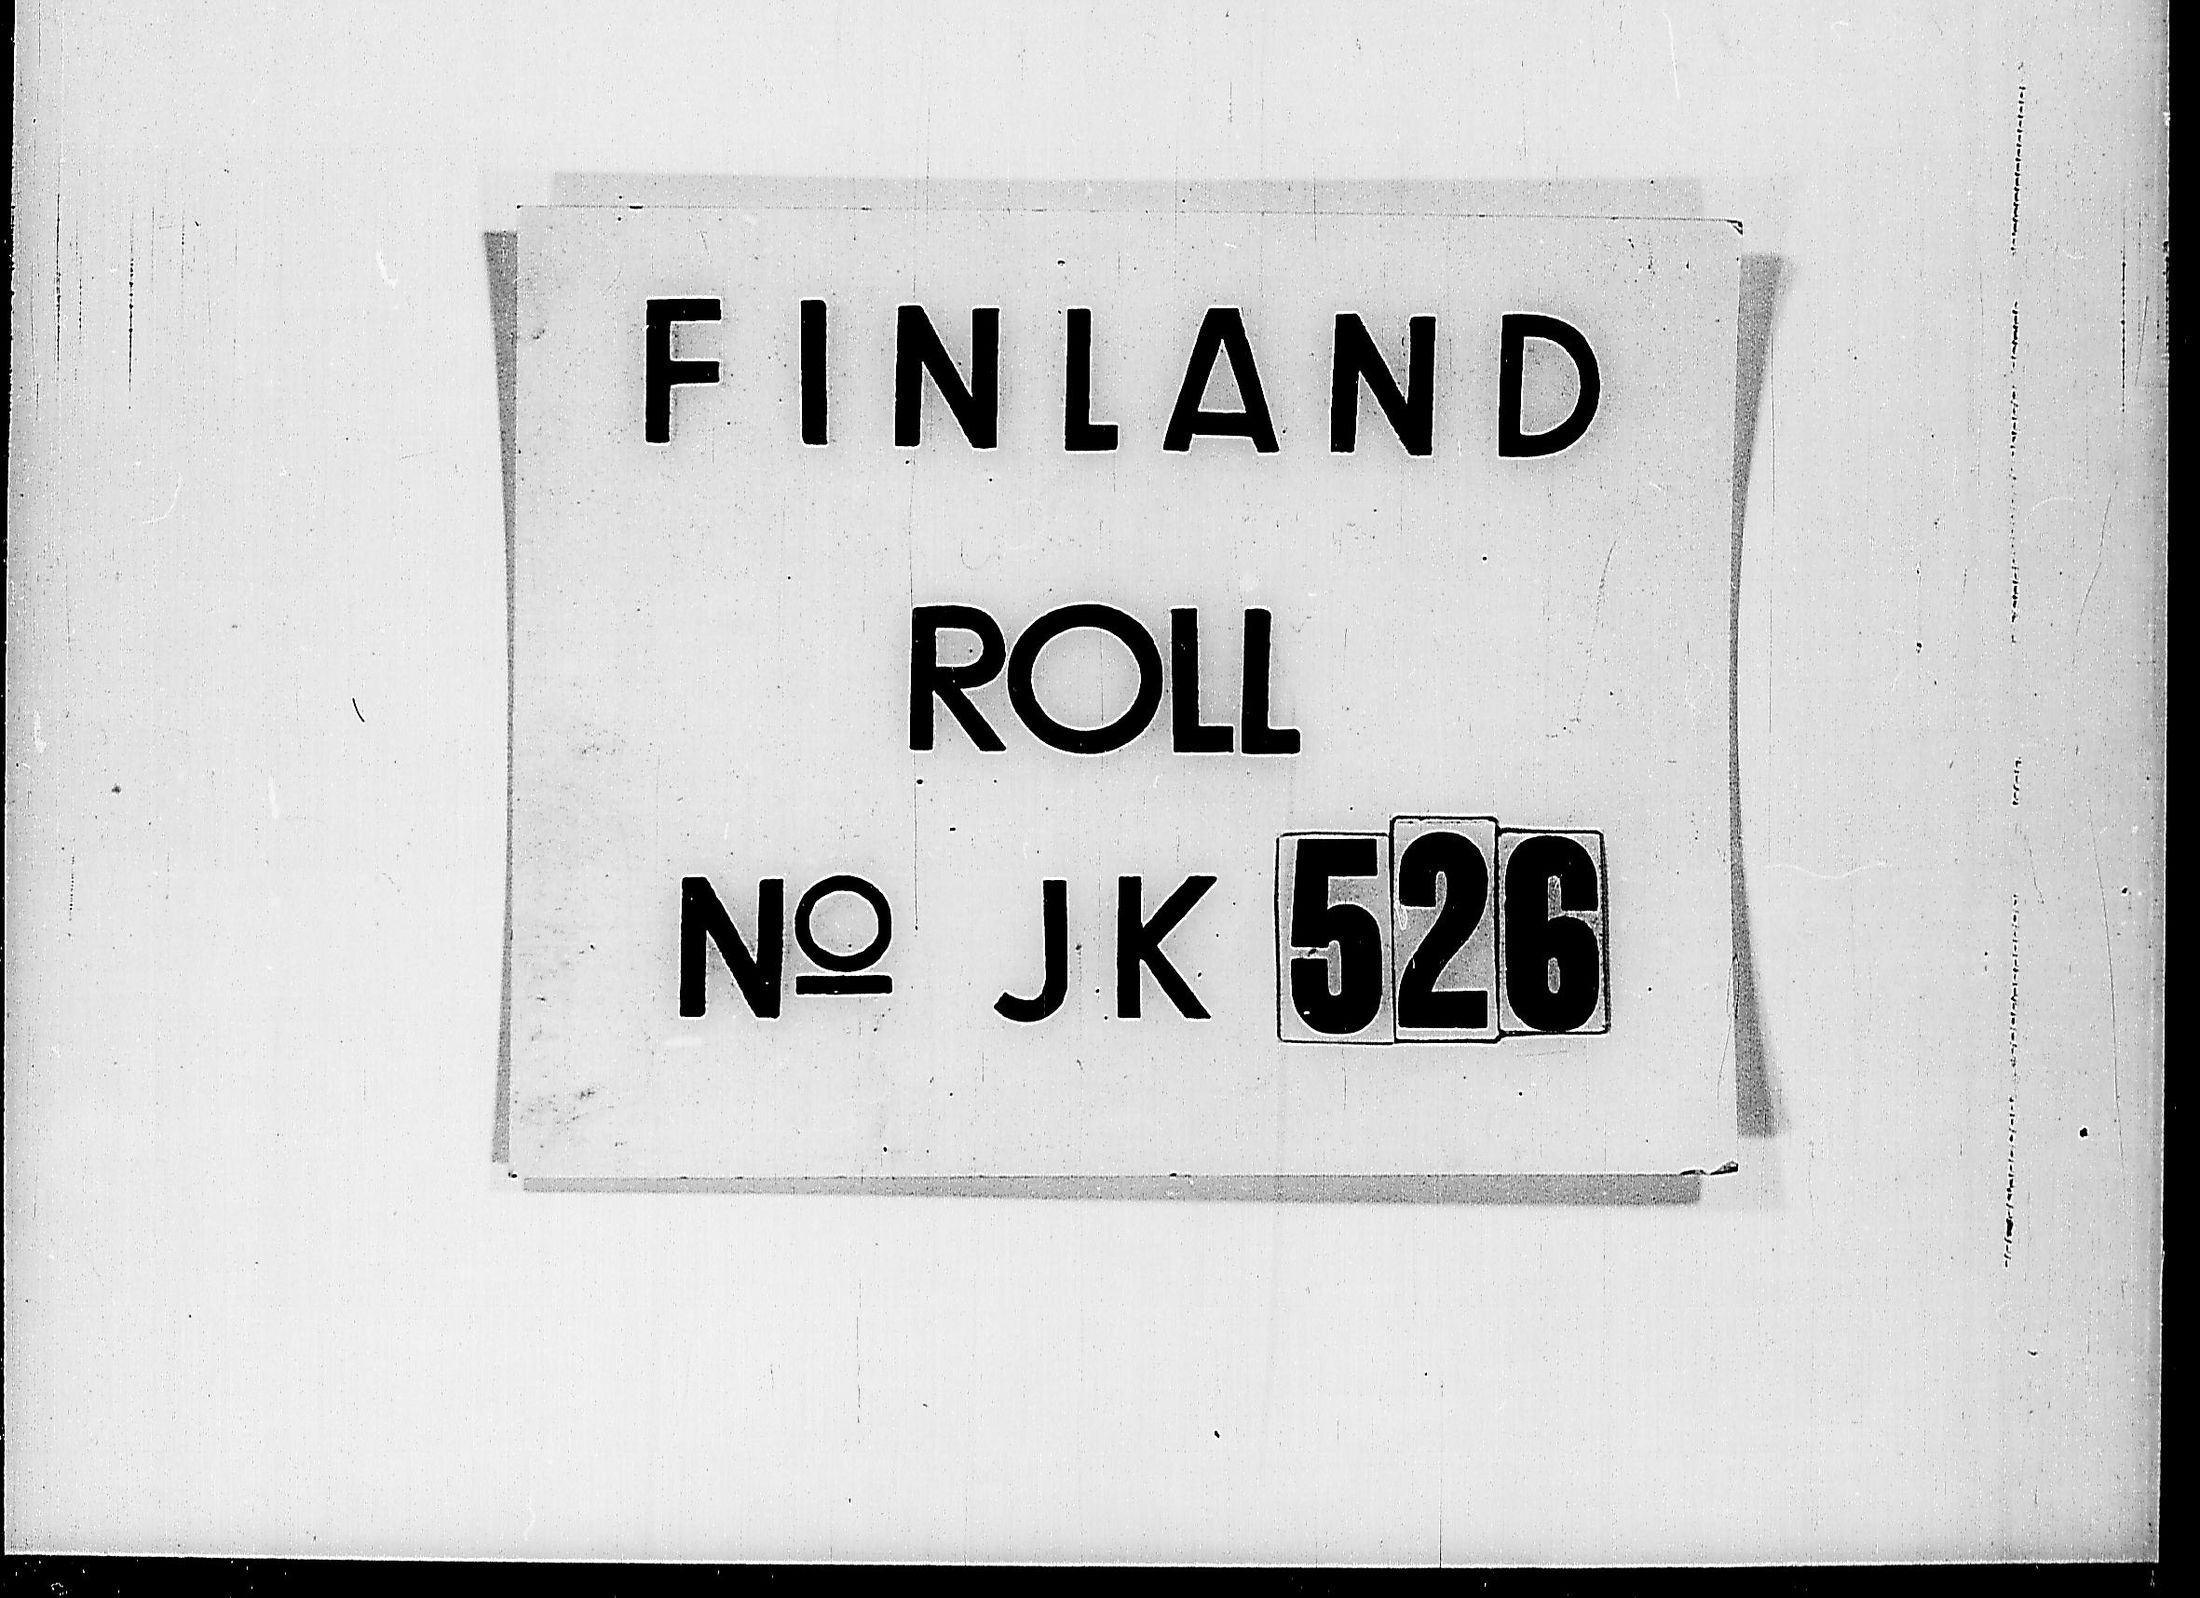 FINLAND
ROLL
Nº JK 526